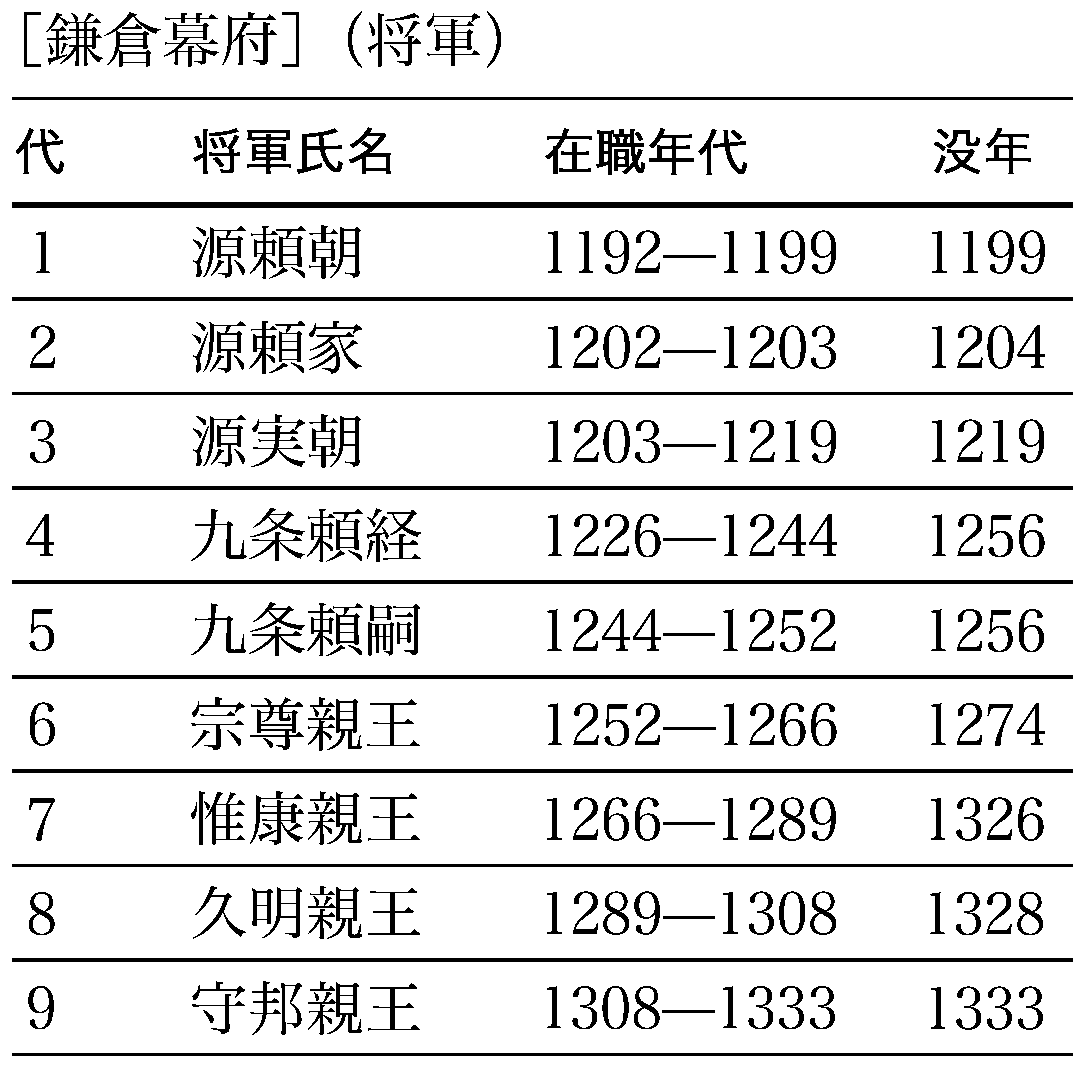 ［鎌倉幕府］（将軍）
代 将軍氏名 在職年代 没年
1 源頼朝 1192―1199 1199
2 源頼家 1202―1203 1204
3 源実朝 1203―1219 1219
4 九条頼経 1226―1244 1256
5 九条頼嗣 1244―1252 1256
6 宗尊親王 1252―1266 1274
7 惟康親王 1266―1289 1326
8 久明親王 1289―1308 1328
9 守邦親王 1308―1333 1333